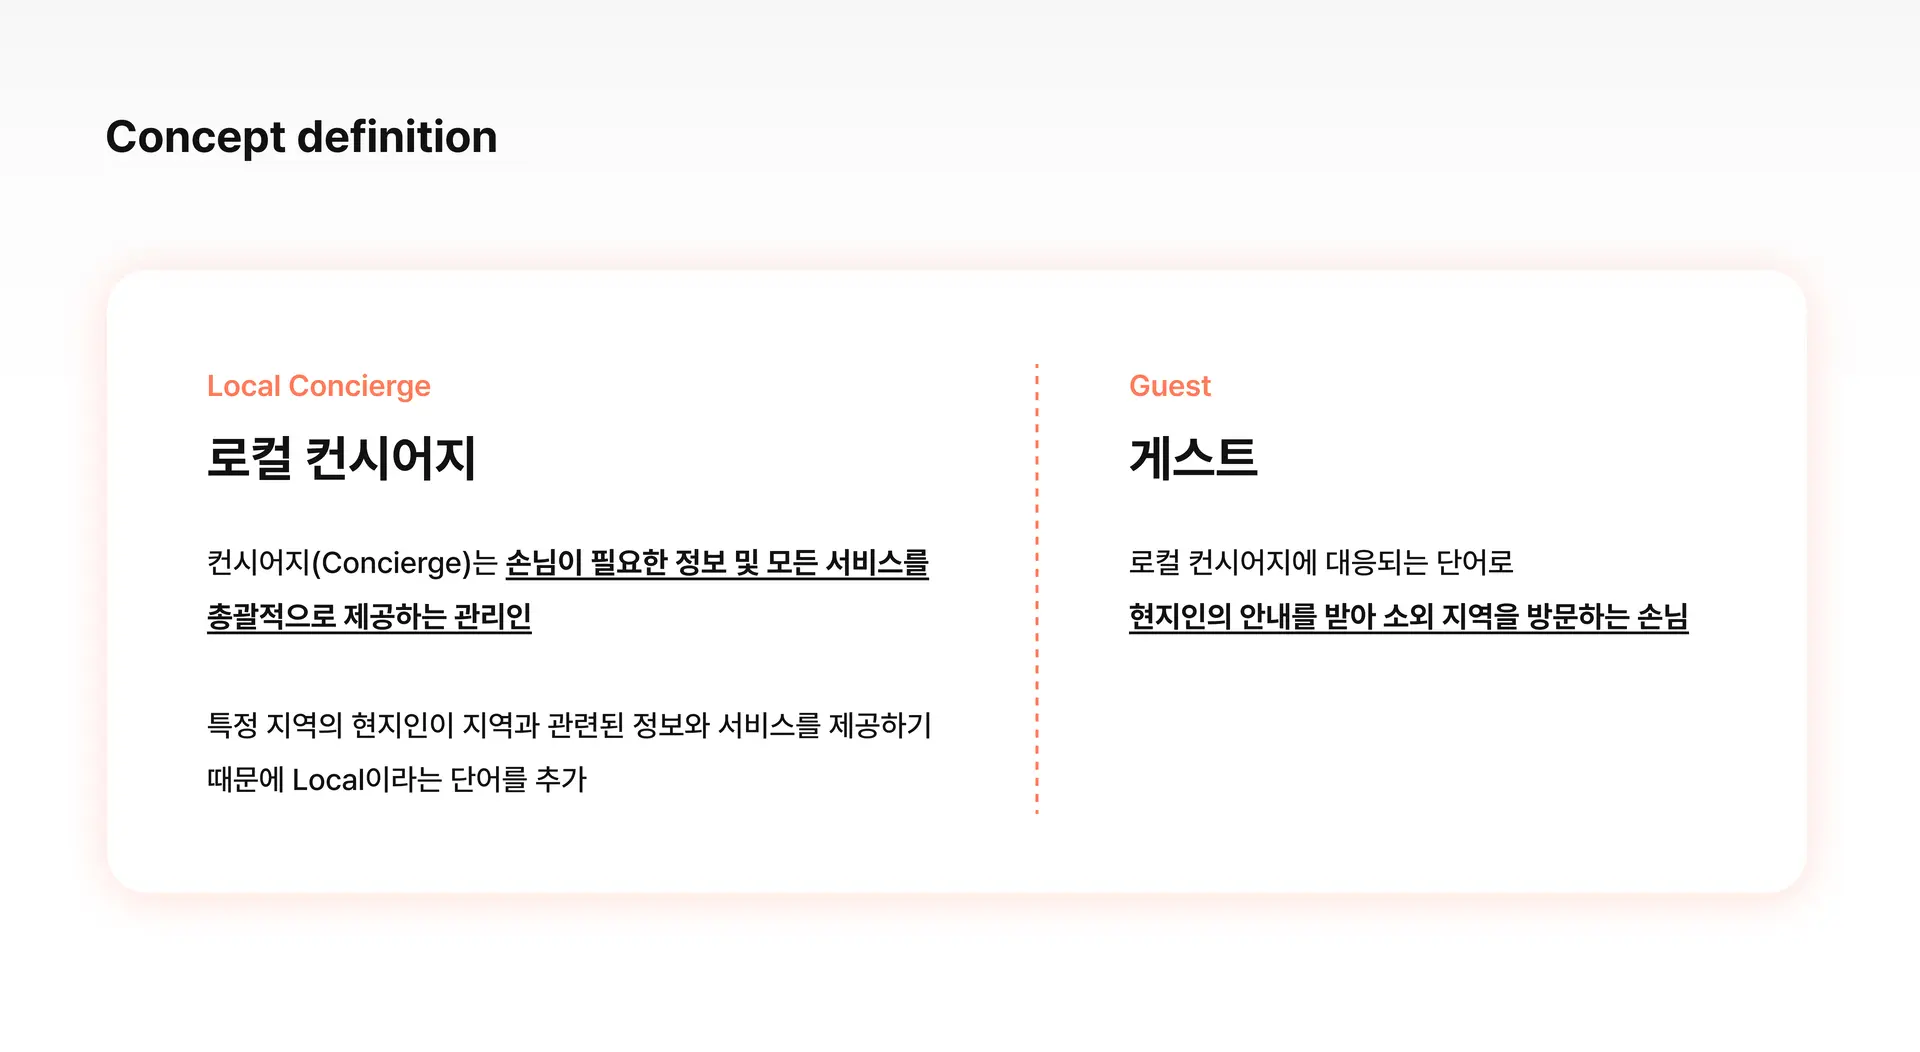 Concept definition
Local Concierge
로컬 컨시어지
컨시어지(Concierge)는 손님이 필요한 정보 및 모든 서비스를
총괄적으로 제공하는 관리인
특정 지역의 현지인이 지역과 관련된 정보와 서비스를 제공하기
때문에 Local이라는 단어를 추가
Guest
게스트
로컬 컨시어지에 대응되는 단어로
현지인의 안내를 받아 소외 지역을 방문하는 손님